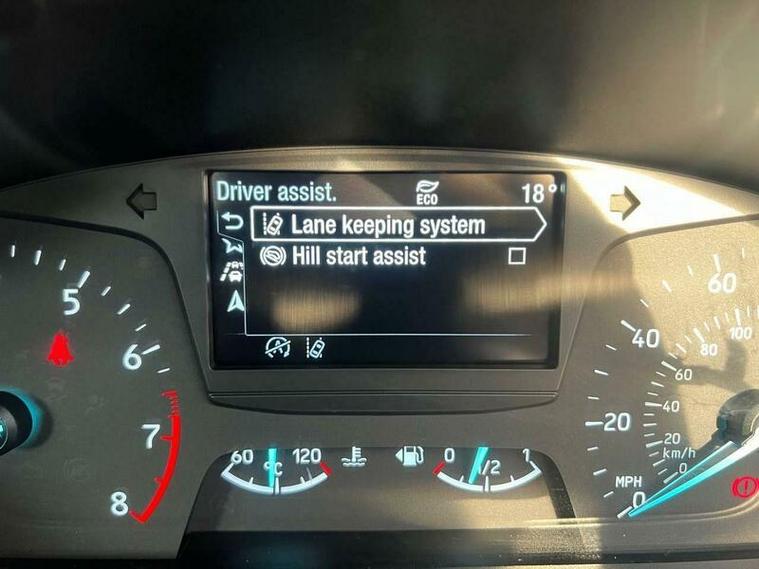 Driver assist.
ECO
18°
Lane keeping system
Hill start assist
5
6
7
8
60
°C
120
0
1/2
1
60
40
20
0
MPH
100
80
60
40
20
0
km/h